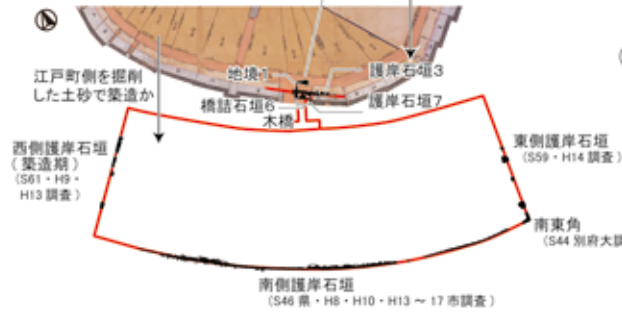 地境1
護岸石垣3
江戸町側を掘削
した土砂で築造か
橋詰石垣6
護岸石垣7
木橋
西側護岸石垣
(築造期)
(S61・H9・
H13 調査)
東側護岸石垣
(S59・H14 調査)
南東角
(S44 別府大調
南側護岸石垣
(S46 県・H8・H10・H13 ～ 17 市調査)